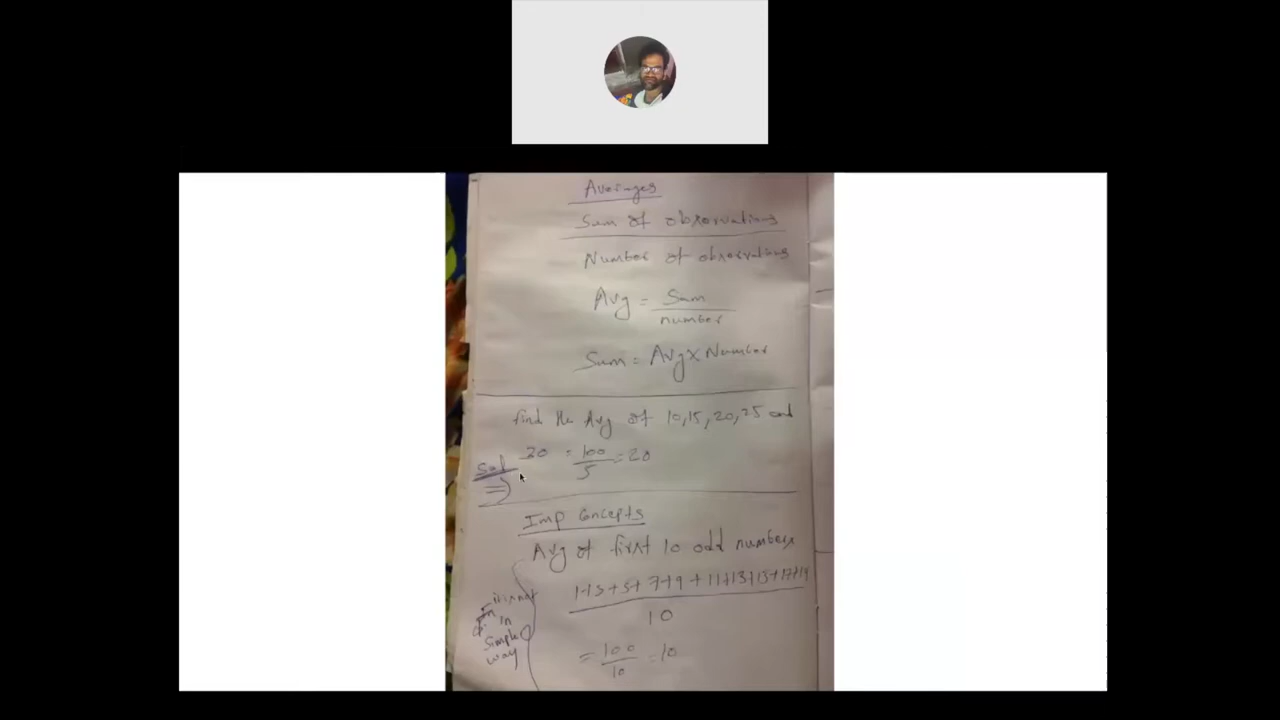 Averages
Sum of observations
Number of observations
Avg = Sum
number
Sum = Avg x Number
find the Avg of 10, 15, 20, 25 and
30 = 100
5
= 20
Sol
=>
Imp Concepts
Avg of first 10 odd numbers
1+3+5+7+9+11+13+15+17+19
10
in
simple
way
= 100
10
= 10